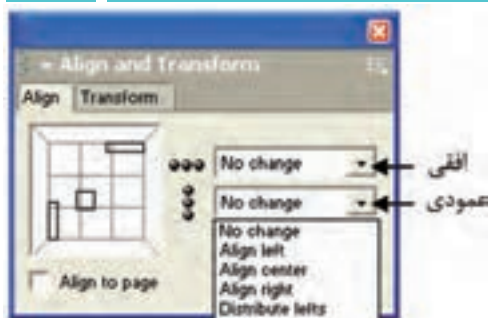 Align and Transform
Align Transform
No change افقی
No change عمودی
No change
Align left
Align center
Align right
Distribute lefts
Align to page